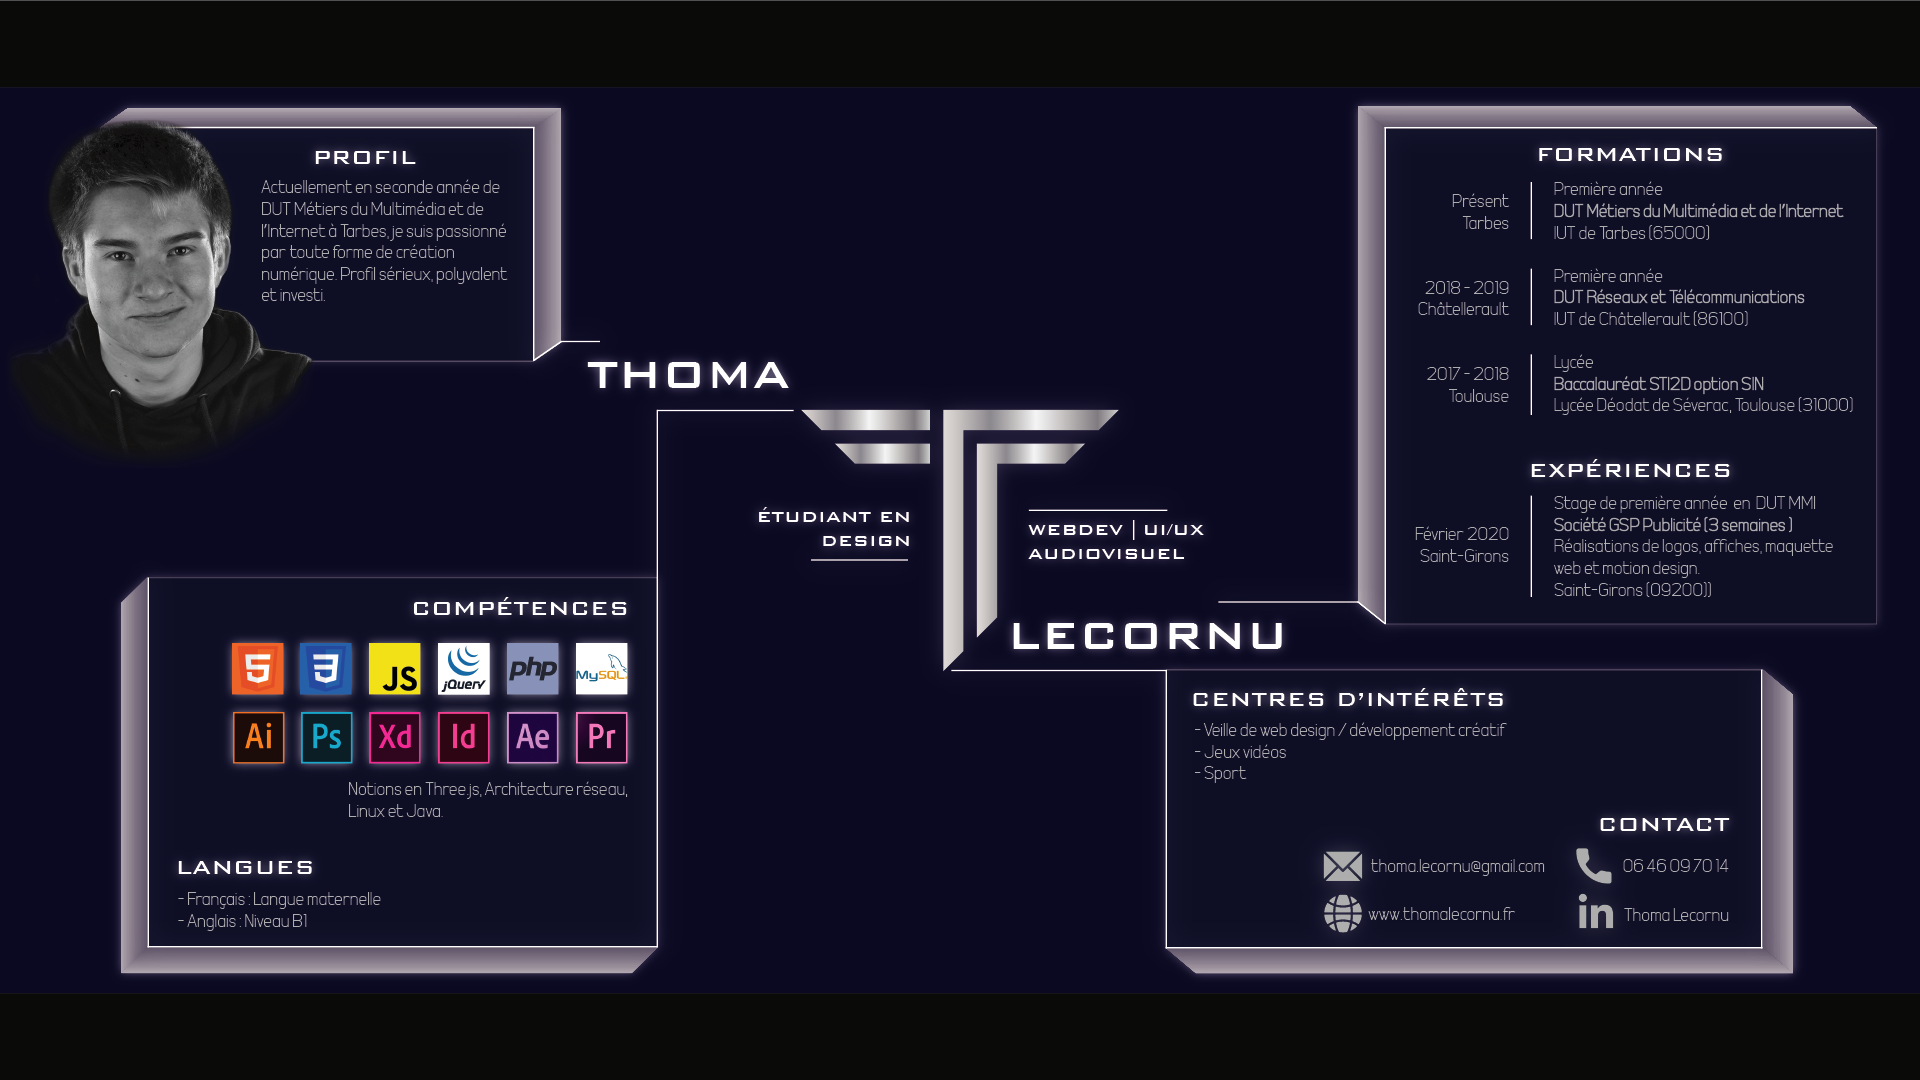 PROFIL
Actuellement en seconde année de
DUT Métiers du Multimédia et de
l'Internet à Tarbes, je suis passionné
par toute forme de création
numérique. Profil sérieux, polyvalent
et investi.
THOMA
LECORNU
ÉTUDIANT EN
DESIGN
WEBDEV | UI/UX
AUDIOVISUEL
FORMATIONS
Présent
Tarbes
Première année
DUT Métiers du Multimédia et de l'Internet
IUT de Tarbes (65000)
2018 - 2019
Châtellerault
Première année
DUT Réseaux et Télécommunications
IUT de Châtellerault (86100)
2017 - 2018
Toulouse
Lycée
Baccalauréat STI2D option SIN
Lycée Déodat de Séverac, Toulouse (31000)
EXPÉRIENCES
Février 2020
Saint-Girons
Stage de première année en DUT MMI
Société GSP Publicité (3 semaines )
Réalisations de logos, affiches, maquette
web et motion design.
Saint-Girons (09200))
COMPÉTENCES
5 3 JS jQuery php MySQL
Ai Ps Xd Id Ae Pr
Notions en Three.js, Architecture réseau,
Linux et Java.
LANGUES
- Français : Langue maternelle
- Anglais : Niveau B1
CENTRES D'INTÉRÊTS
- Veille de web design / développement créatif
- Jeux vidéos
- Sport
CONTACT
thoma.lecornu@gmail.com
06 46 09 70 14
www.thomalecornu.fr
in Thoma Lecornu